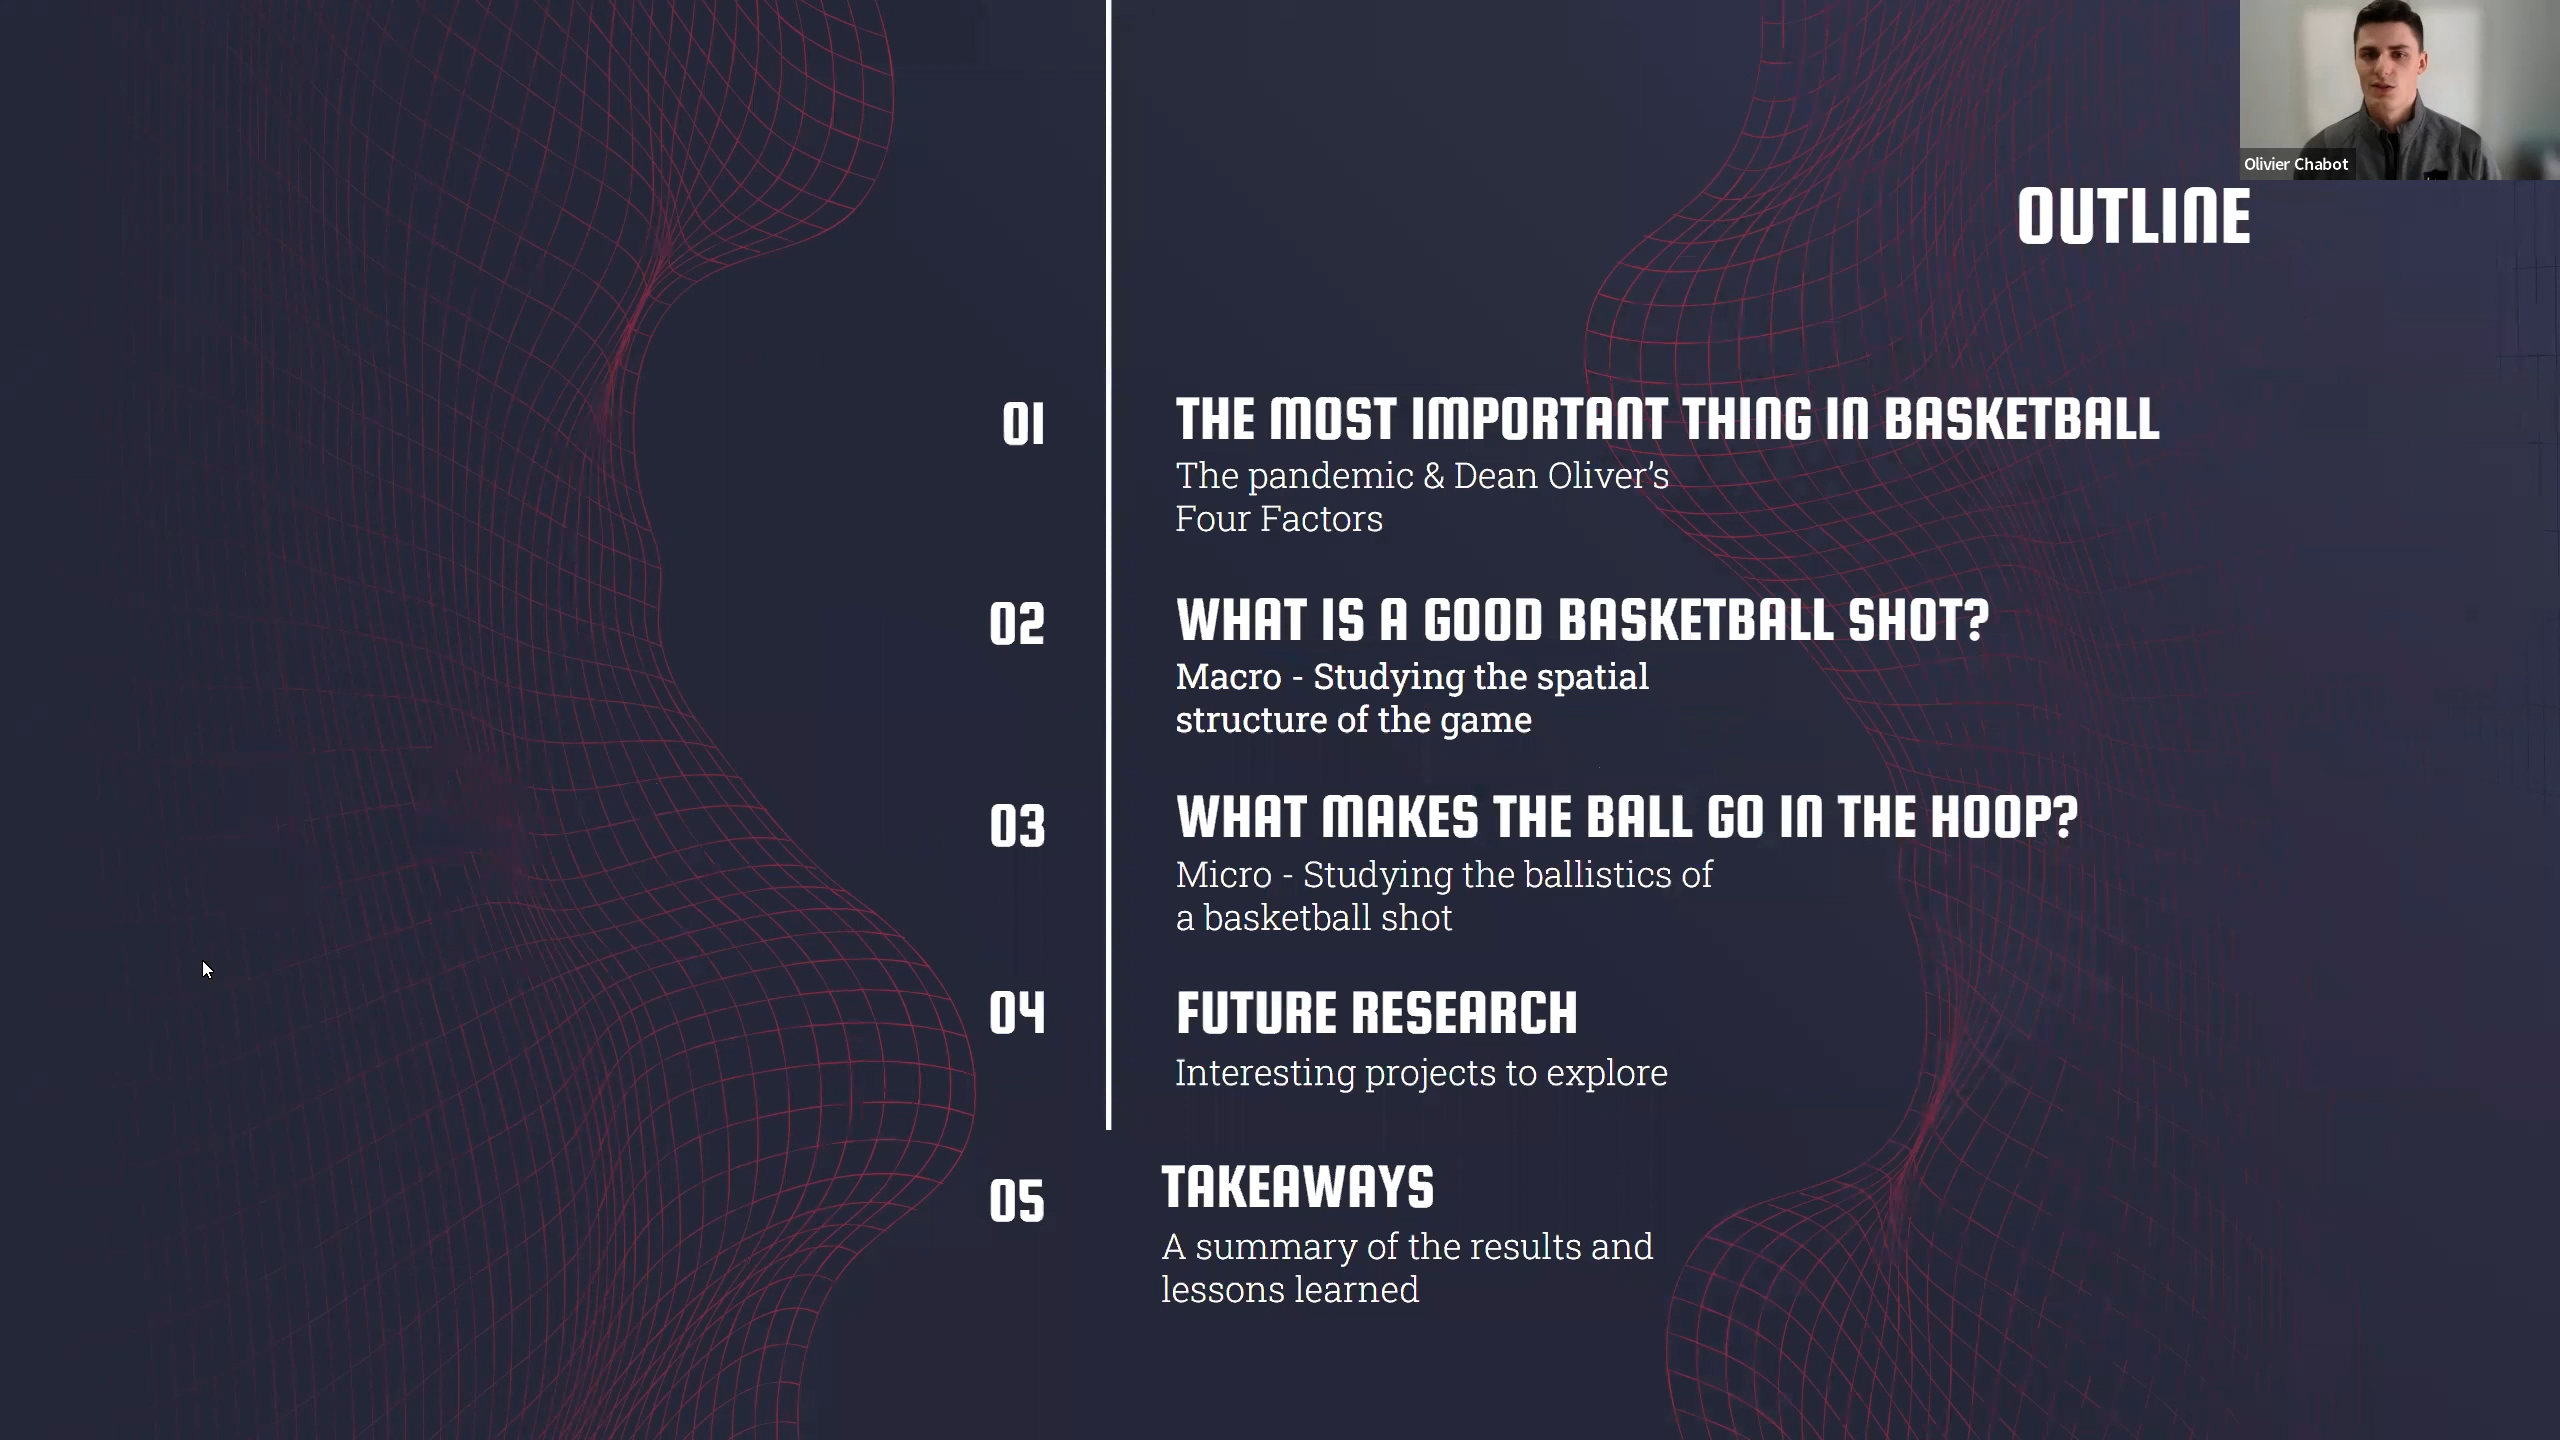 Olivier Chabot
OUTLINE
01
THE MOST IMPORTANT THING IN BASKETBALL
The pandemic & Dean Oliver’s
Four Factors
02
WHAT IS A GOOD BASKETBALL SHOT?
Macro - Studying the spatial
structure of the game
03
WHAT MAKES THE BALL GO IN THE HOOP?
Micro - Studying the ballistics of
a basketball shot
04
FUTURE RESEARCH
Interesting projects to explore
05
TAKEAWAYS
A summary of the results and
lessons learned